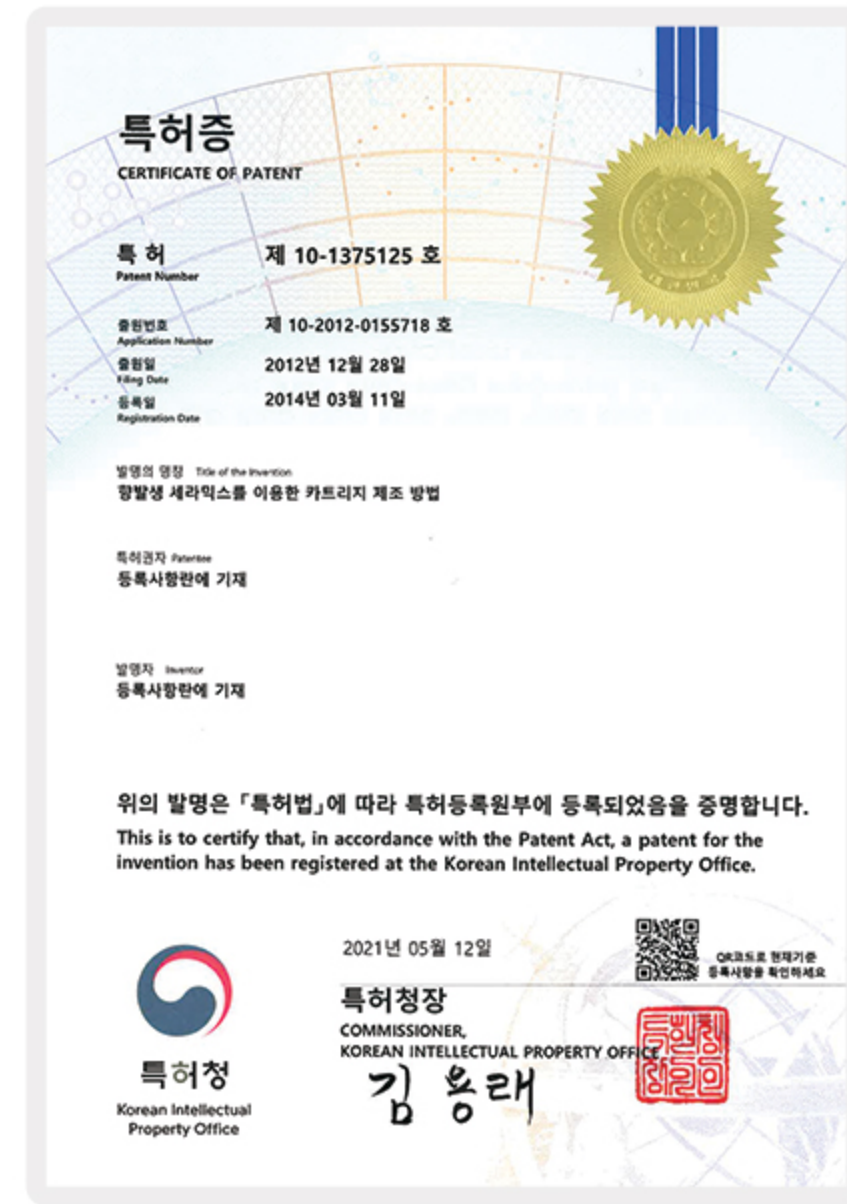 특허증
CERTIFICATE OF PATENT
특 허 제 10-1375125 호
Patent Number
출원번호 제 10-2012-0155718 호
Application Number
출원일 2012년 12월 28일
Filing Date
등록일 2014년 03월 11일
Registration Date
발명의 명칭 Title of the Invention
향발생 세라믹스를 이용한 카트리지 제조 방법
특허권자 Patentee
등록사항란에 기재
발명자 Inventor
등록사항란에 기재
위의 발명은 「특허법」에 따라 특허등록원부에 등록되었음을 증명합니다.
This is to certify that, in accordance with the Patent Act, a patent for the
invention has been registered at the Korean Intellectual Property Office.
2021년 05월 12일
QR코드로 현재기준
등록사항을 확인하세요
특허청장
COMMISSIONER,
KOREAN INTELLECTUAL PROPERTY OFFICE
김용래
특허청
Korean Intellectual
Property Office